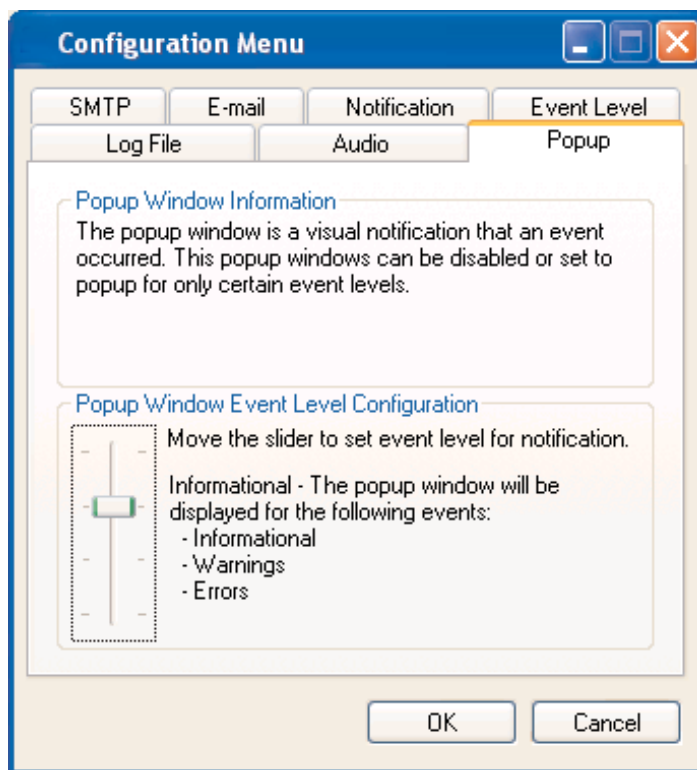 Configuration Menu
SMTP
E-mail
Notification
Event Level
Log File
Audio
Popup
Popup Window Information
The popup window is a visual notification that an event
occurred. This popup windows can be disabled or set to
popup for only certain event levels.
Popup Window Event Level Configuration
Move the slider to set event level for notification.
Informational - The popup window will be
displayed for the following events:
- Informational
- Warnings
- Errors
OK
Cancel